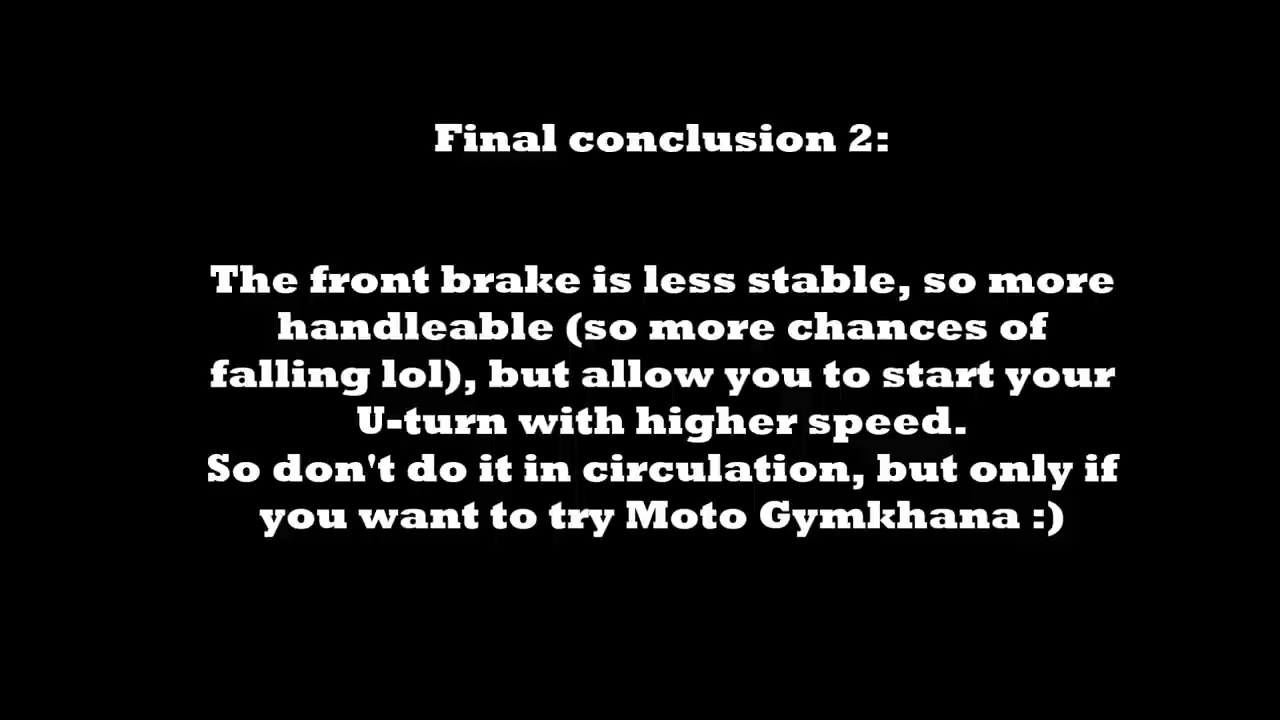 Final conclusion 2:
The front brake is less stable, so more
handleable (so more chances of
falling lol), but allow you to start your
U-turn with higher speed.
So don't do it in circulation, but only if
you want to try Moto Gymkhana :)